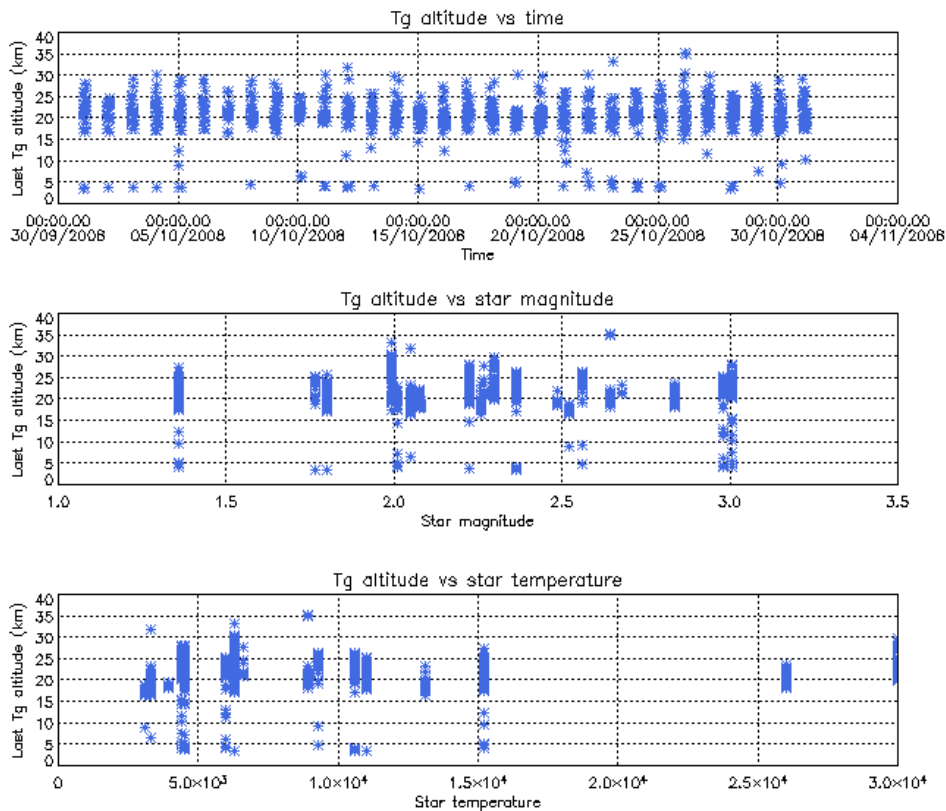 Tg altitude vs time
Last Tg altitude (km)
40
35
30
25
20
15
10
5
0
00:00.00 00:00.00 00:00.00 00:00.00 00:00.00 00:00.00 00:00.00 00:00.00
30/09/2008 05/10/2008 10/10/2008 15/10/2008 20/10/2008 25/10/2008 30/10/2008 04/11/2008
Time
Tg altitude vs star magnitude
Last Tg altitude (km)
40
35
30
25
20
15
10
5
0
1.0 1.5 2.0 2.5 3.0 3.5
Star magnitude
Tg altitude vs star temperature
Last Tg altitude (km)
40
35
30
25
20
15
10
5
0
0 5.0×10³ 1.0×10⁴ 1.5×10⁴ 2.0×10⁴ 2.5×10⁴ 3.0×10⁴
Star temperature